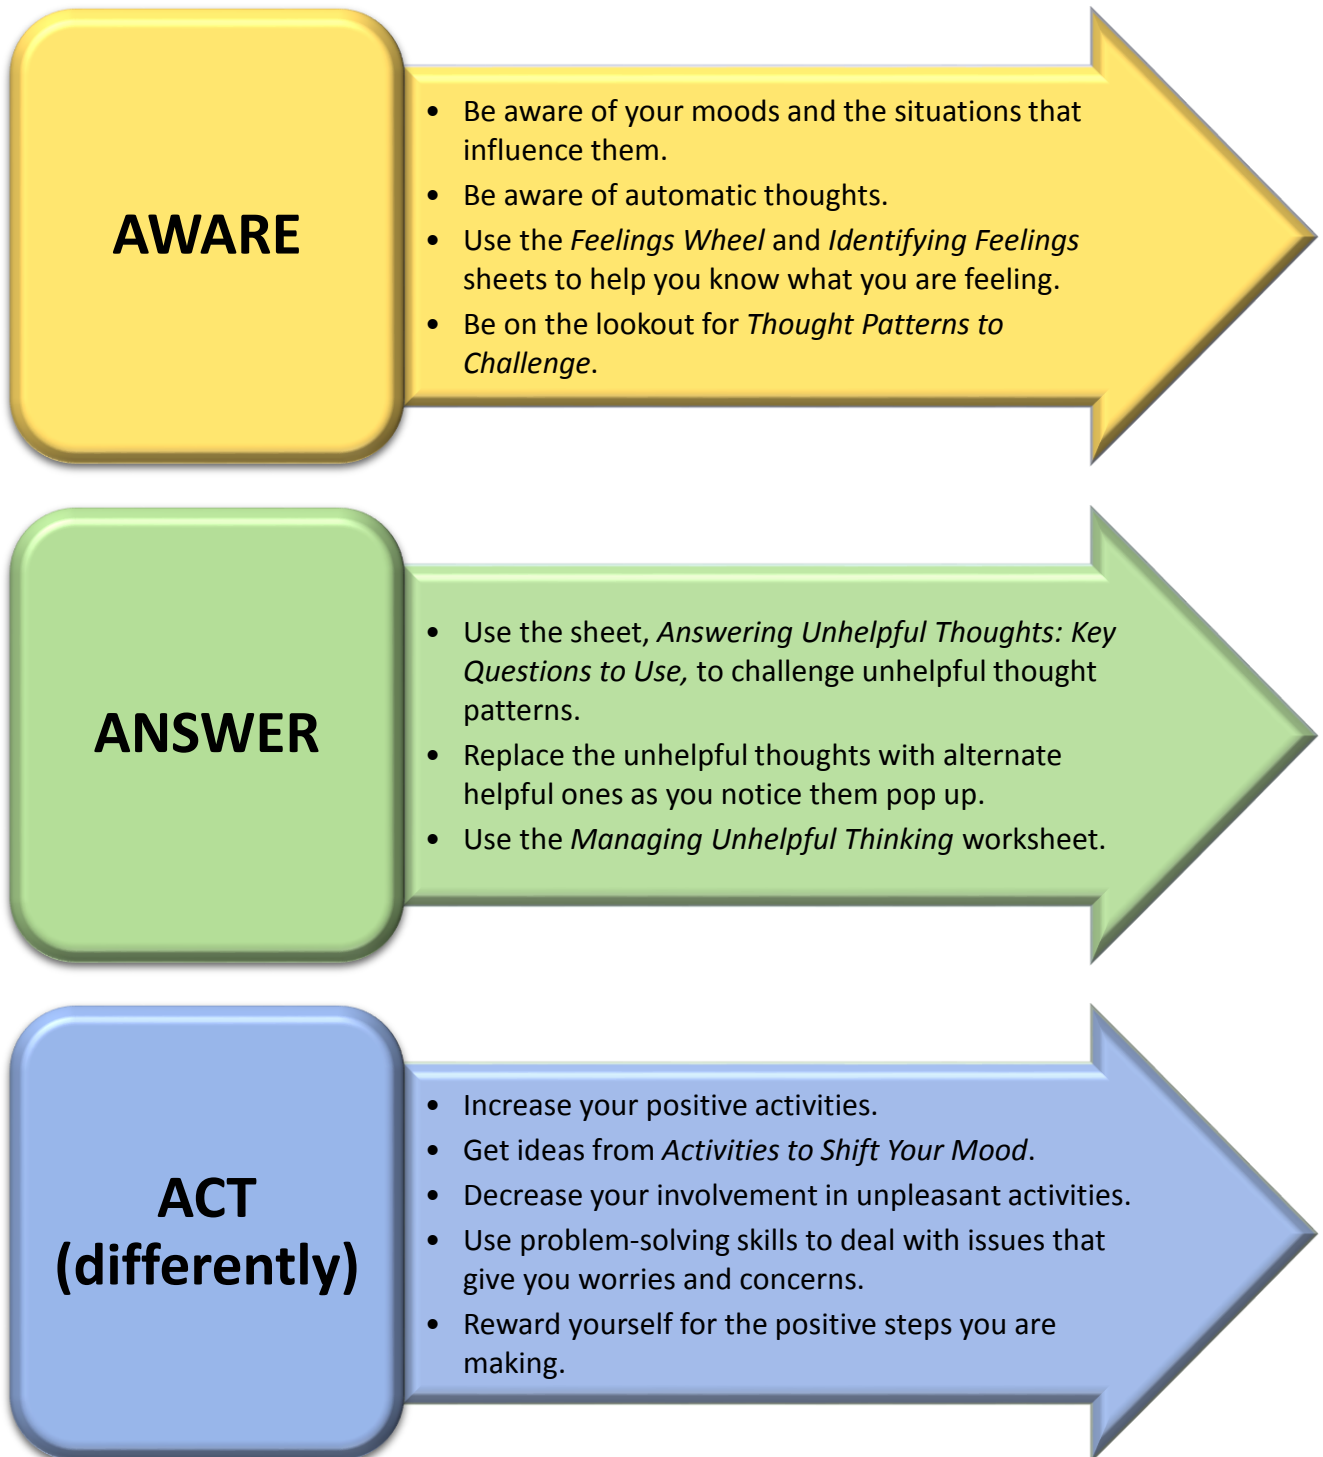 AWARE
• Be aware of your moods and the situations that
influence them.
• Be aware of automatic thoughts.
• Use the Feelings Wheel and Identifying Feelings
sheets to help you know what you are feeling.
• Be on the lookout for Thought Patterns to
Challenge.
ANSWER
• Use the sheet, Answering Unhelpful Thoughts: Key
Questions to Use, to challenge unhelpful thought
patterns.
• Replace the unhelpful thoughts with alternate
helpful ones as you notice them pop up.
• Use the Managing Unhelpful Thinking worksheet.
ACT
(differently)
• Increase your positive activities.
• Get ideas from Activities to Shift Your Mood.
• Decrease your involvement in unpleasant activities.
• Use problem-solving skills to deal with issues that
give you worries and concerns.
• Reward yourself for the positive steps you are
making.